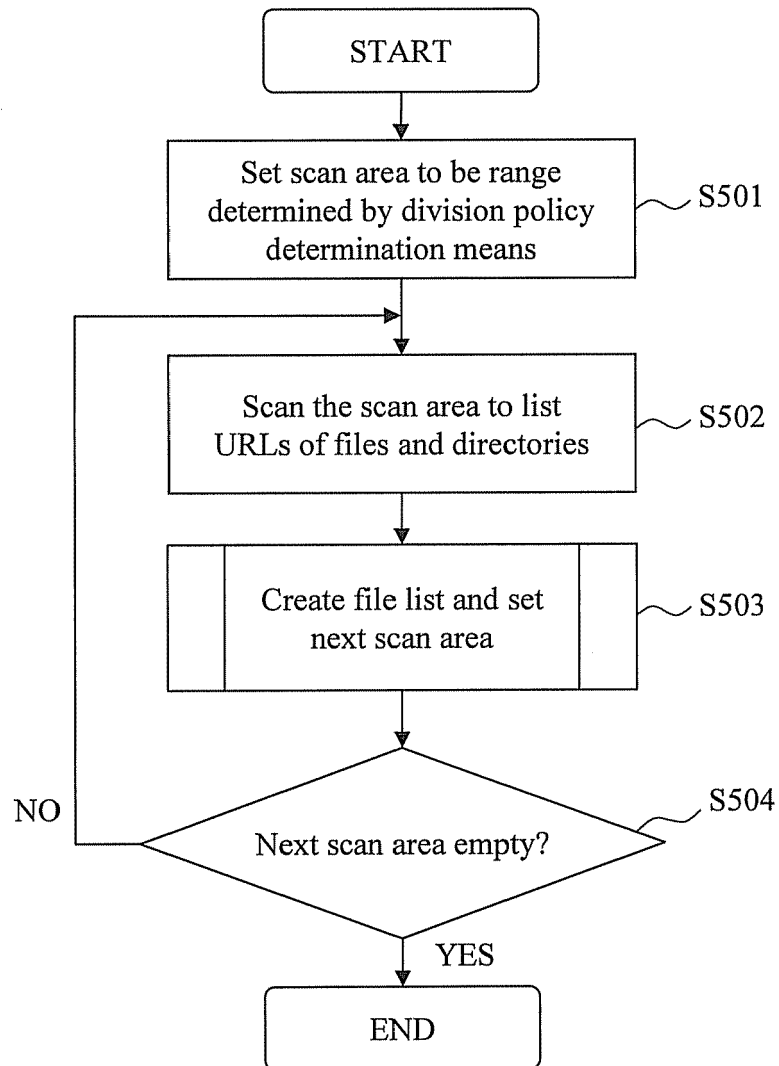 START
Set scan area to be range
determined by division policy
determination means
S501
Scan the scan area to list
URLs of files and directories
S502
Create file list and set
next scan area
S503
Next scan area empty?
S504
NO
YES
END